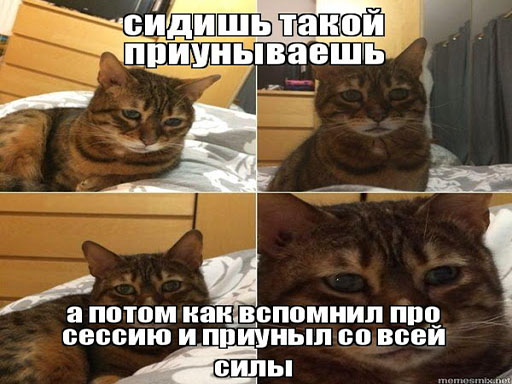 сидишь такой
приунываешь
а потом как вспомнил про
сессию и приуныл со всей
силы
memesmix.net